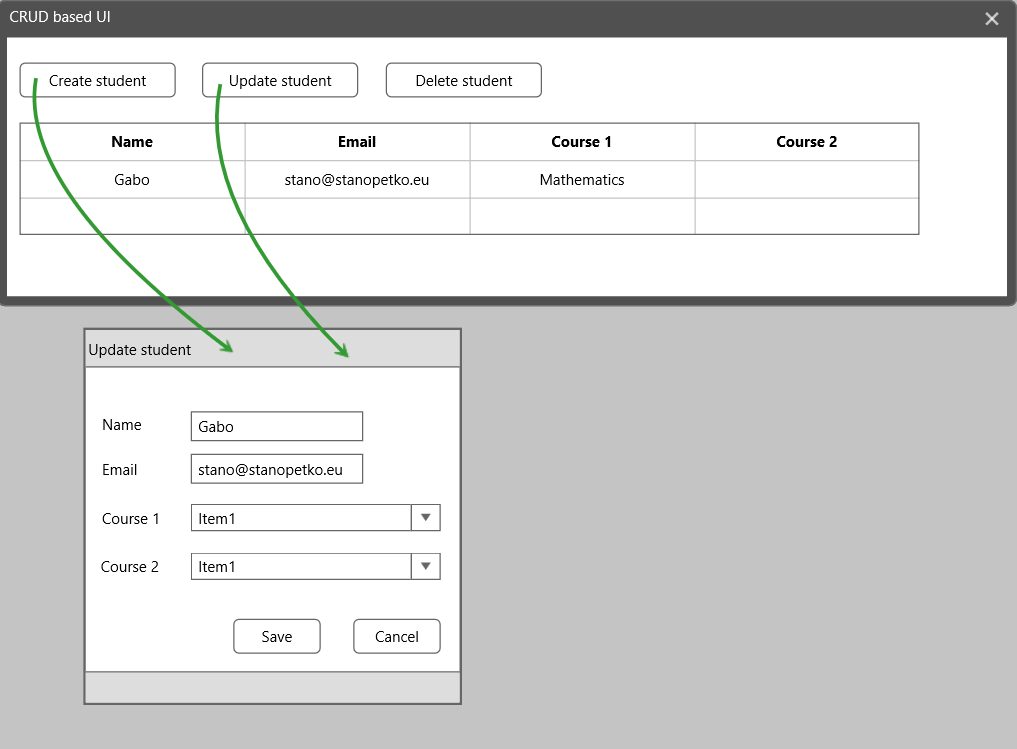 CRUD based UI
Create student Update student Delete student
Name Email Course 1 Course 2
Gabo stano@stanopetko.eu Mathematics
Update student
Name Gabo
Email stano@stanopetko.eu
Course 1 Item1
Course 2 Item1
Save Cancel